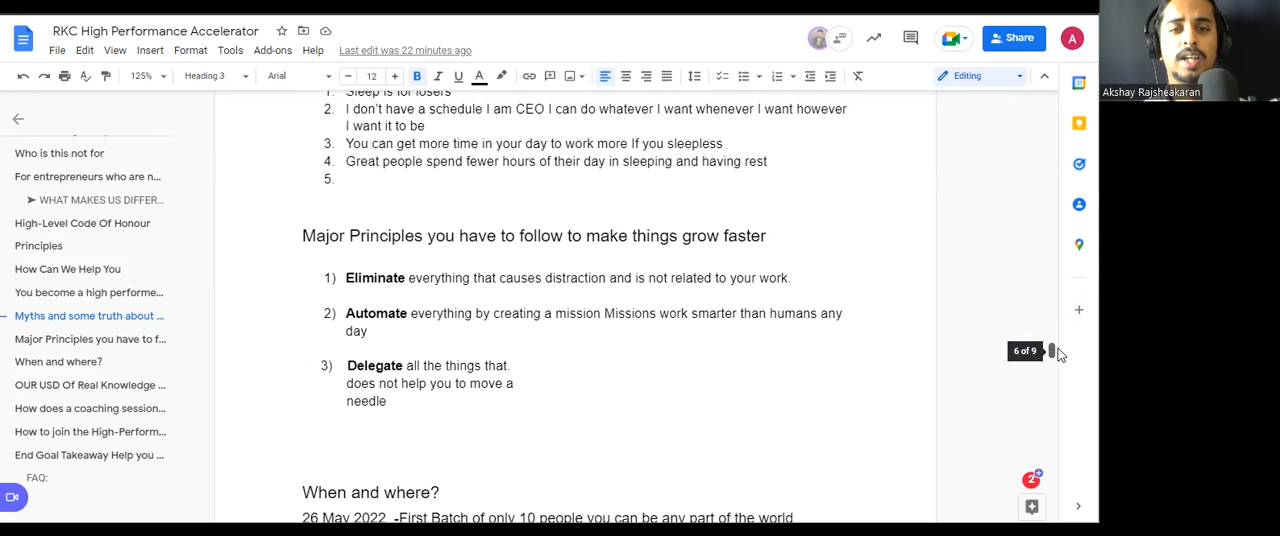 RKC High Performance Accelerator
File Edit View Insert Format Tools Add-ons Help Last edit was 22 minutes ago
Share
A
125% Heading 3 Arial 12 B I U A Editing
Akshay Rajsheakaran
Who is this not for
For entrepreneurs who are n...
➤ WHAT MAKES US DIFFER...
High-Level Code Of Honour
Principles
How Can We Help You
You become a high performe...
Myths and some truth about ...
Major Principles you have to f...
When and where?
OUR USD Of Real Knowledge ...
How does a coaching session...
How to join the High-Perform...
End Goal Takeaway Help you ...
FAQ:
1. Sleep is for losers
2. I don't have a schedule I am CEO I can do whatever I want whenever I want however
I want it to be
3. You can get more time in your day to work more If you sleepless
4. Great people spend fewer hours of their day in sleeping and having rest
5.
Major Principles you have to follow to make things grow faster
1) Eliminate everything that causes distraction and is not related to your work.
2) Automate everything by creating a mission Missions work smarter than humans any
day
3) Delegate all the things that.
does not help you to move a
needle
When and where?
26 May 2022 -First Batch of only 10 people you can be any part of the world
6 of 9
2